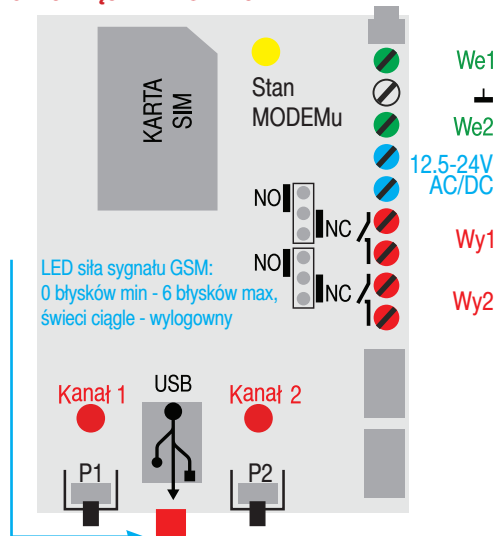 We1
Stan
MODEMu
KARTA
SIM
We2
12.5-24V
AC/DC
NO
NC
Wy1
NO
NC
Wy2
LED siła sygnału GSM:
0 błysków min - 6 błysków max,
świeci ciągle - wylogowny
Kanał 1
USB
Kanał 2
P1
P2